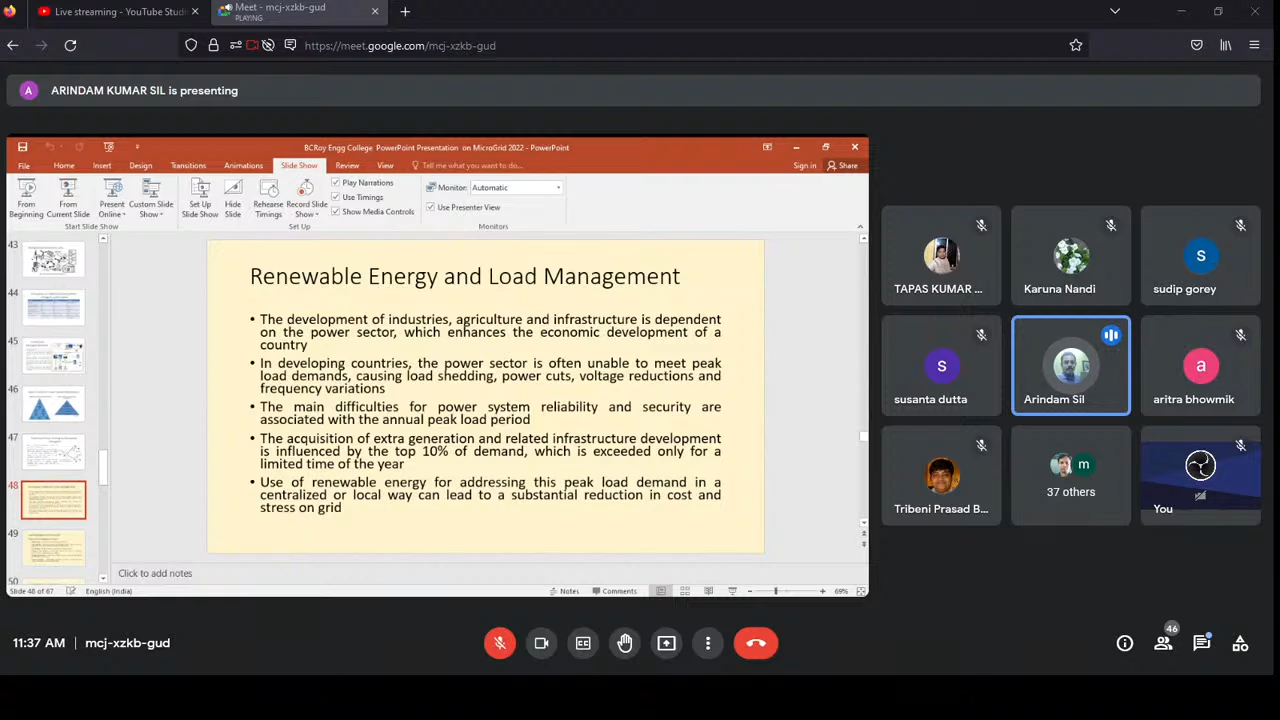 Live streaming - YouTube Studi
Meet - mcj-xzkb-gud
PLAYING
https://meet.google.com/mcj-xzkb-gud
A ARINDAM KUMAR SIL is presenting
BCRoy Engg College PowerPoint Presentation on MicroGrid 2022 - PowerPoint
File Home Insert Design Transitions Animations Slide Show Review View Tell me what you want to do... Sign in Share
From Beginning
From Current Slide
Present Online
Custom Slide Show
Set Up Slide Show
Hide Slide
Rehearse Timings
Record Slide Show
Play Narrations
Use Timings
Show Media Controls
Monitor: Automatic
Use Presenter View
Start Slide Show Set Up Monitors
43
44
45
46
47
48
49
50
Renewable Energy and Load Management
• The development of industries, agriculture and infrastructure is dependent
on the power sector, which enhances the economic development of a
country
• In developing countries, the power sector is often unable to meet peak
load demands, causing load shedding, power cuts, voltage reductions and
frequency variations
• The main difficulties for power system reliability and security are
associated with the annual peak load period
• The acquisition of extra generation and related infrastructure development
is influenced by the top 10% of demand, which is exceeded only for a
limited time of the year
• Use of renewable energy for addressing this peak load demand in a
centralized or local way can lead to a substantial reduction in cost and
stress on grid
Click to add notes
Slide 48 of 67 English (India) Notes Comments 69%
TAPAS KUMAR ...
Karuna Nandi
s
sudip gorey
s
susanta dutta
Arindam Sil
a
aritra bhowmik
Triboni Prasad B...
m
37 others
You
11:37 AM | mcj-xzkb-gud
46